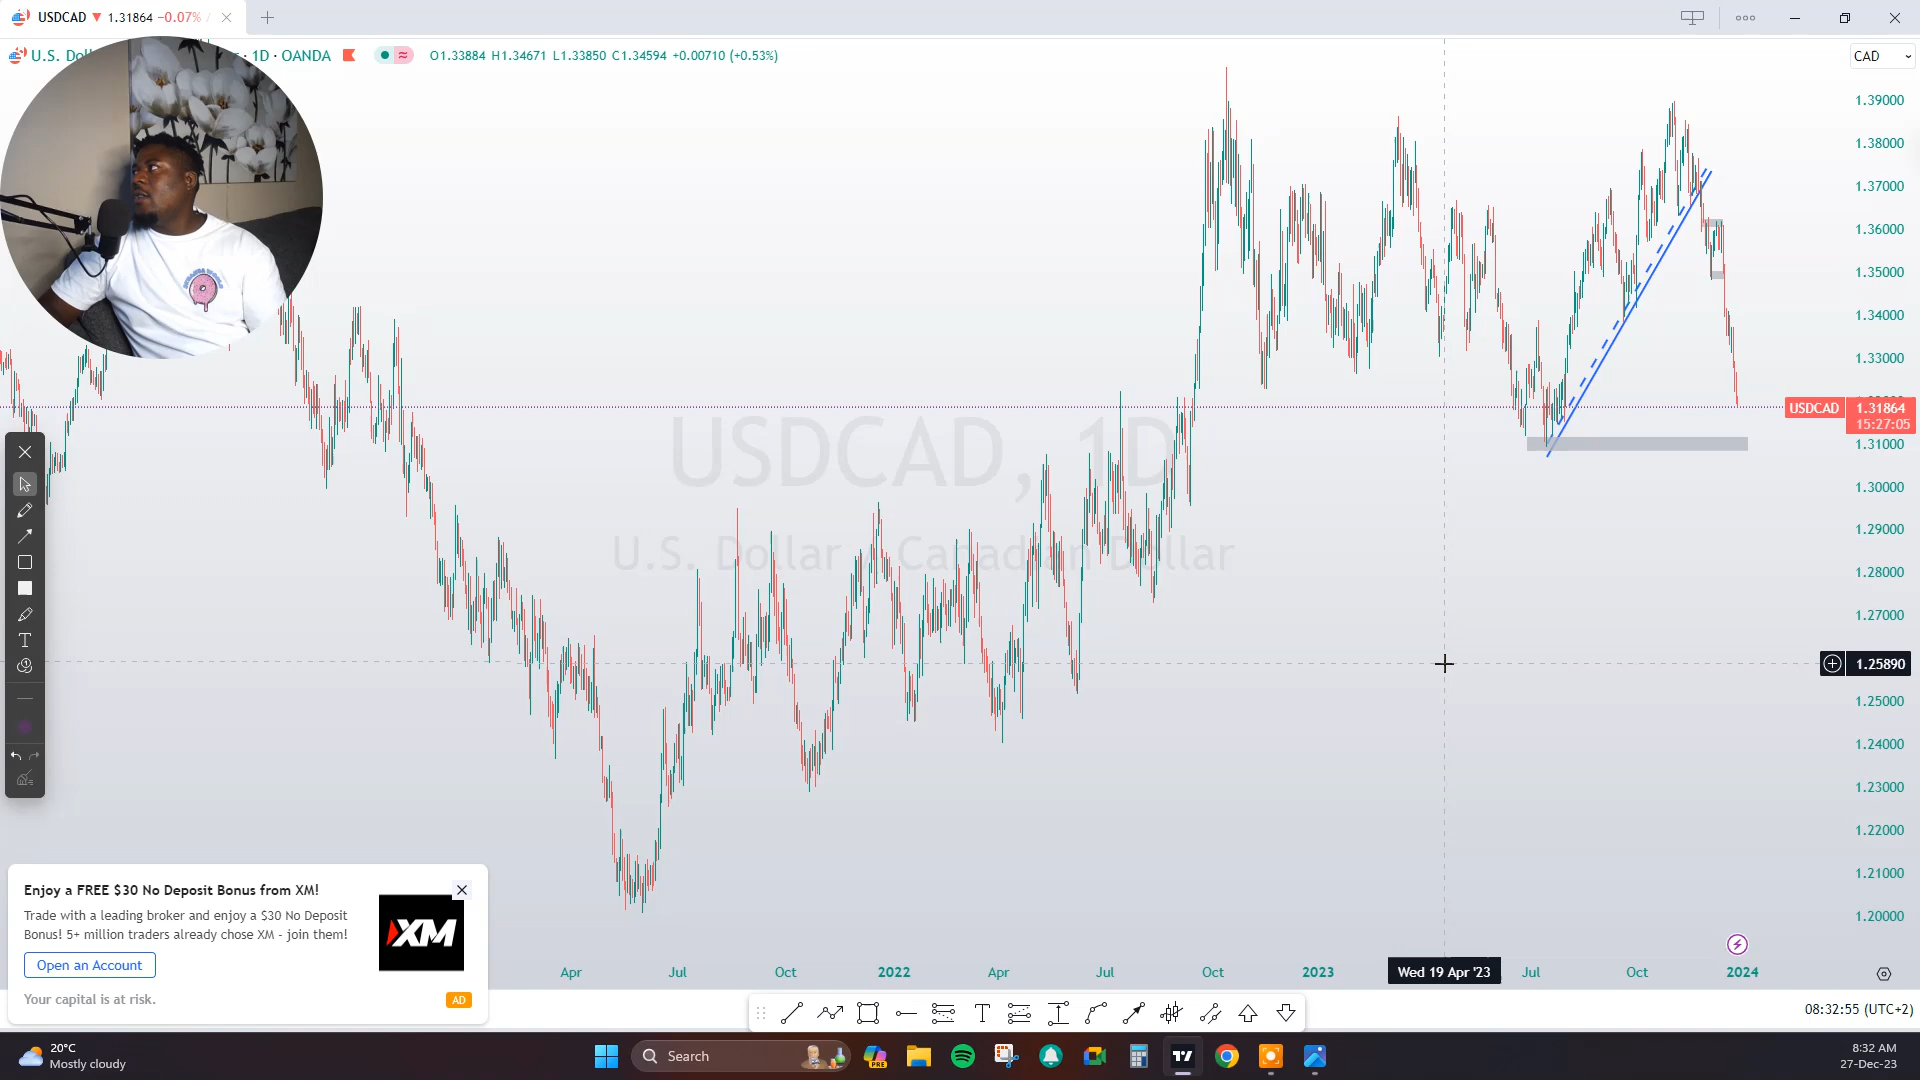 USDCAD ▼ 1.31864 −0.07% /
U.S. Dol · 1D · OANDA O1.33884 H1.34671 L1.33850 C1.34594 +0.00710 (+0.53%)
CAD
1.39000
1.38000
1.37000
1.36000
1.35000
1.34000
1.33000
USDCAD 1.31864
15:27:05
1.31000
1.30000
1.29000
1.28000
1.27000
1.25890
1.25000
1.24000
1.23000
1.22000
1.21000
1.20000
USDCAD, 1D
U.S. Dollar / Canadian Dollar
Enjoy a FREE $30 No Deposit Bonus from XM!
Trade with a leading broker and enjoy a $30 No Deposit
Bonus! 5+ million traders already chose XM - join them!
Open an Account
Your capital is at risk.
AD
XM
Apr Jul Oct 2022 Apr Jul Oct 2023 Wed 19 Apr '23 Jul Oct 2024
08:32:55 (UTC+2)
20°C
Mostly cloudy
Search
PRE
8:32 AM
27-Dec-23